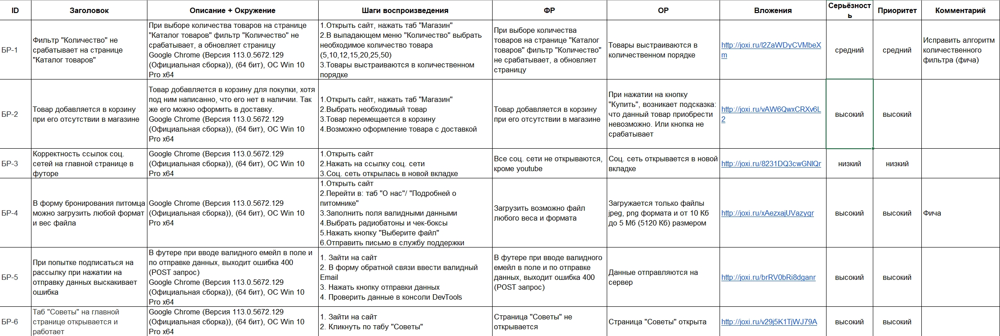 ID
Заголовок
Описание + Окружение
Шаги воспроизведения
ФР
ОР
Вложения
Серьёзност
ь
Приоритет
Комментарий
БР-1
Фильтр "Количество" не
срабатывает на странице
"Каталог товаров"
При выборе количества товаров на странице
"Каталог товаров" фильтр "Количество" не
срабатывает, а обновляет страницу
Google Chrome (Версия 113.0.5672.129
(Официальная сборка)), (64 бит), ОС Win 10
Pro x64
1.Открыть сайт, нажать таб "Магазин"
2.В выпадающем меню "Количество" выбрать
необходимое количество товара
(5,10,12,15,20,25,50)
3.Товары выстраиваются в количественном
порядке
При выборе количества
товаров на странице "Каталог
товаров" фильтр "Количество"
не срабатывает, а обновляет
страницу
Товары выстраиваются в
количественном порядке
http://joxi.ru/l2ZaWDyCVMbeX
m
средний
средний
Исправить алгоритм
количественного
фильтра (фича)
БР-2
Товар добавляется в корзину
при его отсутствии в магазине
Товар добавляется в корзину для покупки, хотя
под ним написанно, что его нет в наличии. Так
же его можно оформить в доставку.
Google Chrome (Версия 113.0.5672.129
(Официальная сборка)), (64 бит), ОС Win 10
Pro x64
1.Открыть сайт, нажать таб "Магазин"
2.Выбрать необходимый товар
3.Товар перемещается в корзину
4.Возможно оформление товара с доставкой
Товар добавляется в корзину
при его отсутствии в магазине
При нажатии на кнопку
"Купить", возникает подсказка:
что данный товар приобрести
невозможно. Или кнопка не
срабатывает
http://joxi.ru/vAW6QwxCRXv6L
2
высокий
высокий
БР-3
Корректность ссылок соц.
сетей на главной странице в
футоре
Google Chrome (Версия 113.0.5672.129
(Официальная сборка)), (64 бит), ОС Win 10
Pro x64
1.Открыть сайт
2.Нажать на ссылку соц. сети
3.Соц. сеть открылась в новой вкладке
Все соц. сети не открываются,
кроме youtube
Соц. сеть открывается в новой
вкладке
http://joxi.ru/8231DQ3cwGNlQr
низкий
низкий
БР-4
В форму бронирования питомца
можно загрузить любой формат
и вес файла
Google Chrome (Версия 113.0.5672.129
(Официальная сборка)), (64 бит), ОС Win 10
Pro x64
1.Открыть сайт
2.Перейти в: таб "О нас"/ "Подробней о
питомнике"
3.Заполнить поля валидными данными
4.Выбрать радиобатоны и чек-боксы
5.Нажать кнопку "Выберите файл"
6.Отправить письмо в службу поддержки
Загрузить возможно файл
любого веса и формата
Загружается только файлы
jpeg, png формата и от 10 Кб
до 5 Мб (5120 Кб) размером
http://joxi.ru/xAezxajUVazygr
высокий
высокий
Фича
БР-5
При попытке подписаться на
рассылку при нажатии на
отправку данных выскакивает
ошибка
В футере при вводе валидного емейл в поле и
по отправке данных, выходит ошибка 400
(POST запрос)
Google Chrome (Версия 113.0.5672.129
(Официальная сборка)), (64 бит), ОС Win 10
Pro x64
1. Зайти на сайт
2. В форму обратной связи ввести валидный
Email
3. Нажать кнопку отправки данных
4. Проверить данные в консоли DevTools
В футере при вводе валидного
емейл в поле и по отправке
данных, выходит ошибка 400
(POST запрос)
Данные отправляются на
сервер
http://joxi.ru/brRV0bRi8dganr
высокий
высокий
БР-6
Таб "Советы" на главной
странице открывается и
работает
Google Chrome (Версия 113.0.5672.129
(Официальная сборка)), (64 бит), ОС Win 10
Pro x64
1. Зайти на сайт
2. Кликнуть по табу "Советы"
Страница "Советы" не
открывается
Страница "Советы" открыта
http://joxi.ru/v29j5K1TjWJ79A
высокий
высокий